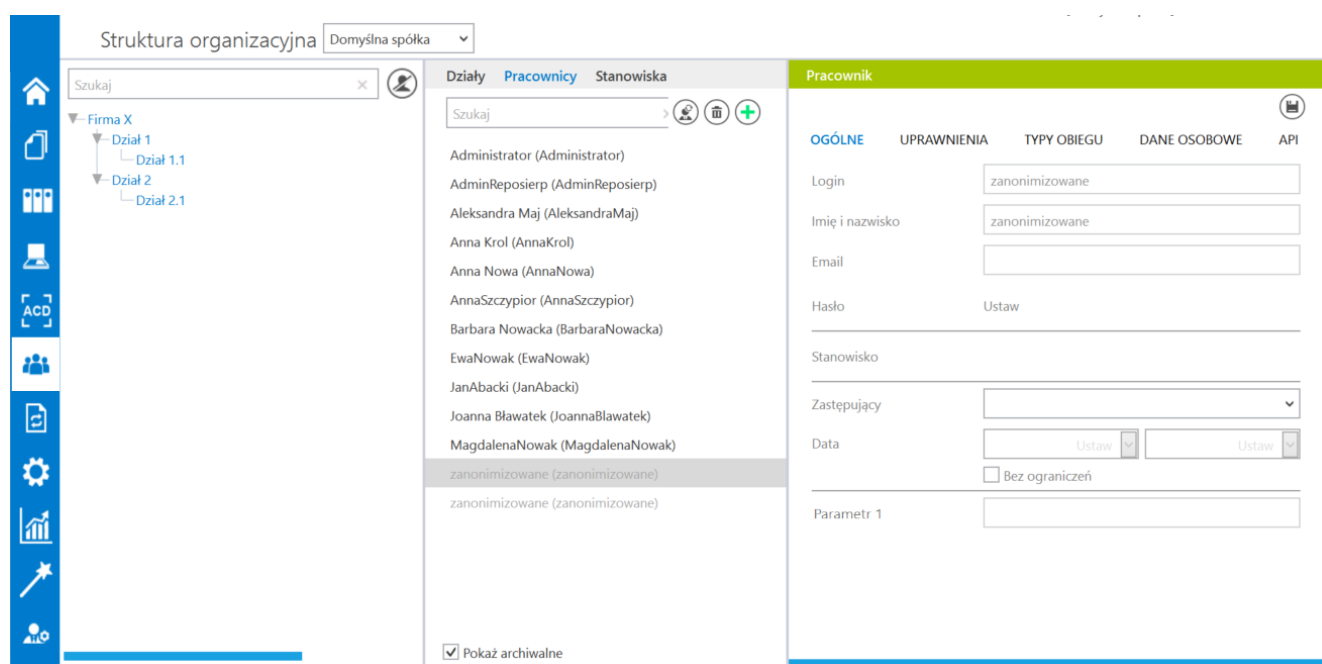 Struktura organizacyjna Domyślna spółka
Szukaj
Firma X
Dział 1
Dział 1.1
Dział 2
Dział 2.1
ACD
Działy Pracownicy Stanowiska
Szukaj
Administrator (Administrator)
AdminReposierp (AdminReposierp)
Aleksandra Maj (AleksandraMaj)
Anna Krol (AnnaKrol)
Anna Nowa (AnnaNowa)
AnnaSzczypior (AnnaSzczypior)
Barbara Nowacka (BarbaraNowacka)
EwaNowak (EwaNowak)
JanAbacki (JanAbacki)
Joanna Bławatek (JoannaBlawatek)
MagdalenaNowak (MagdalenaNowak)
zanonimizowane (zanonimizowane)
zanonimizowane (zanonimizowane)
Pokaż archiwalne
Pracownik
OGÓLNE UPRAWNIENIA TYPY OBIEGU DANE OSOBOWE API
Login zanonimizowane
Imię i nazwisko zanonimizowane
Email
Hasło Ustaw
Stanowisko
Zastępujący
Data Ustaw Ustaw
Bez ograniczeń
Parametr 1